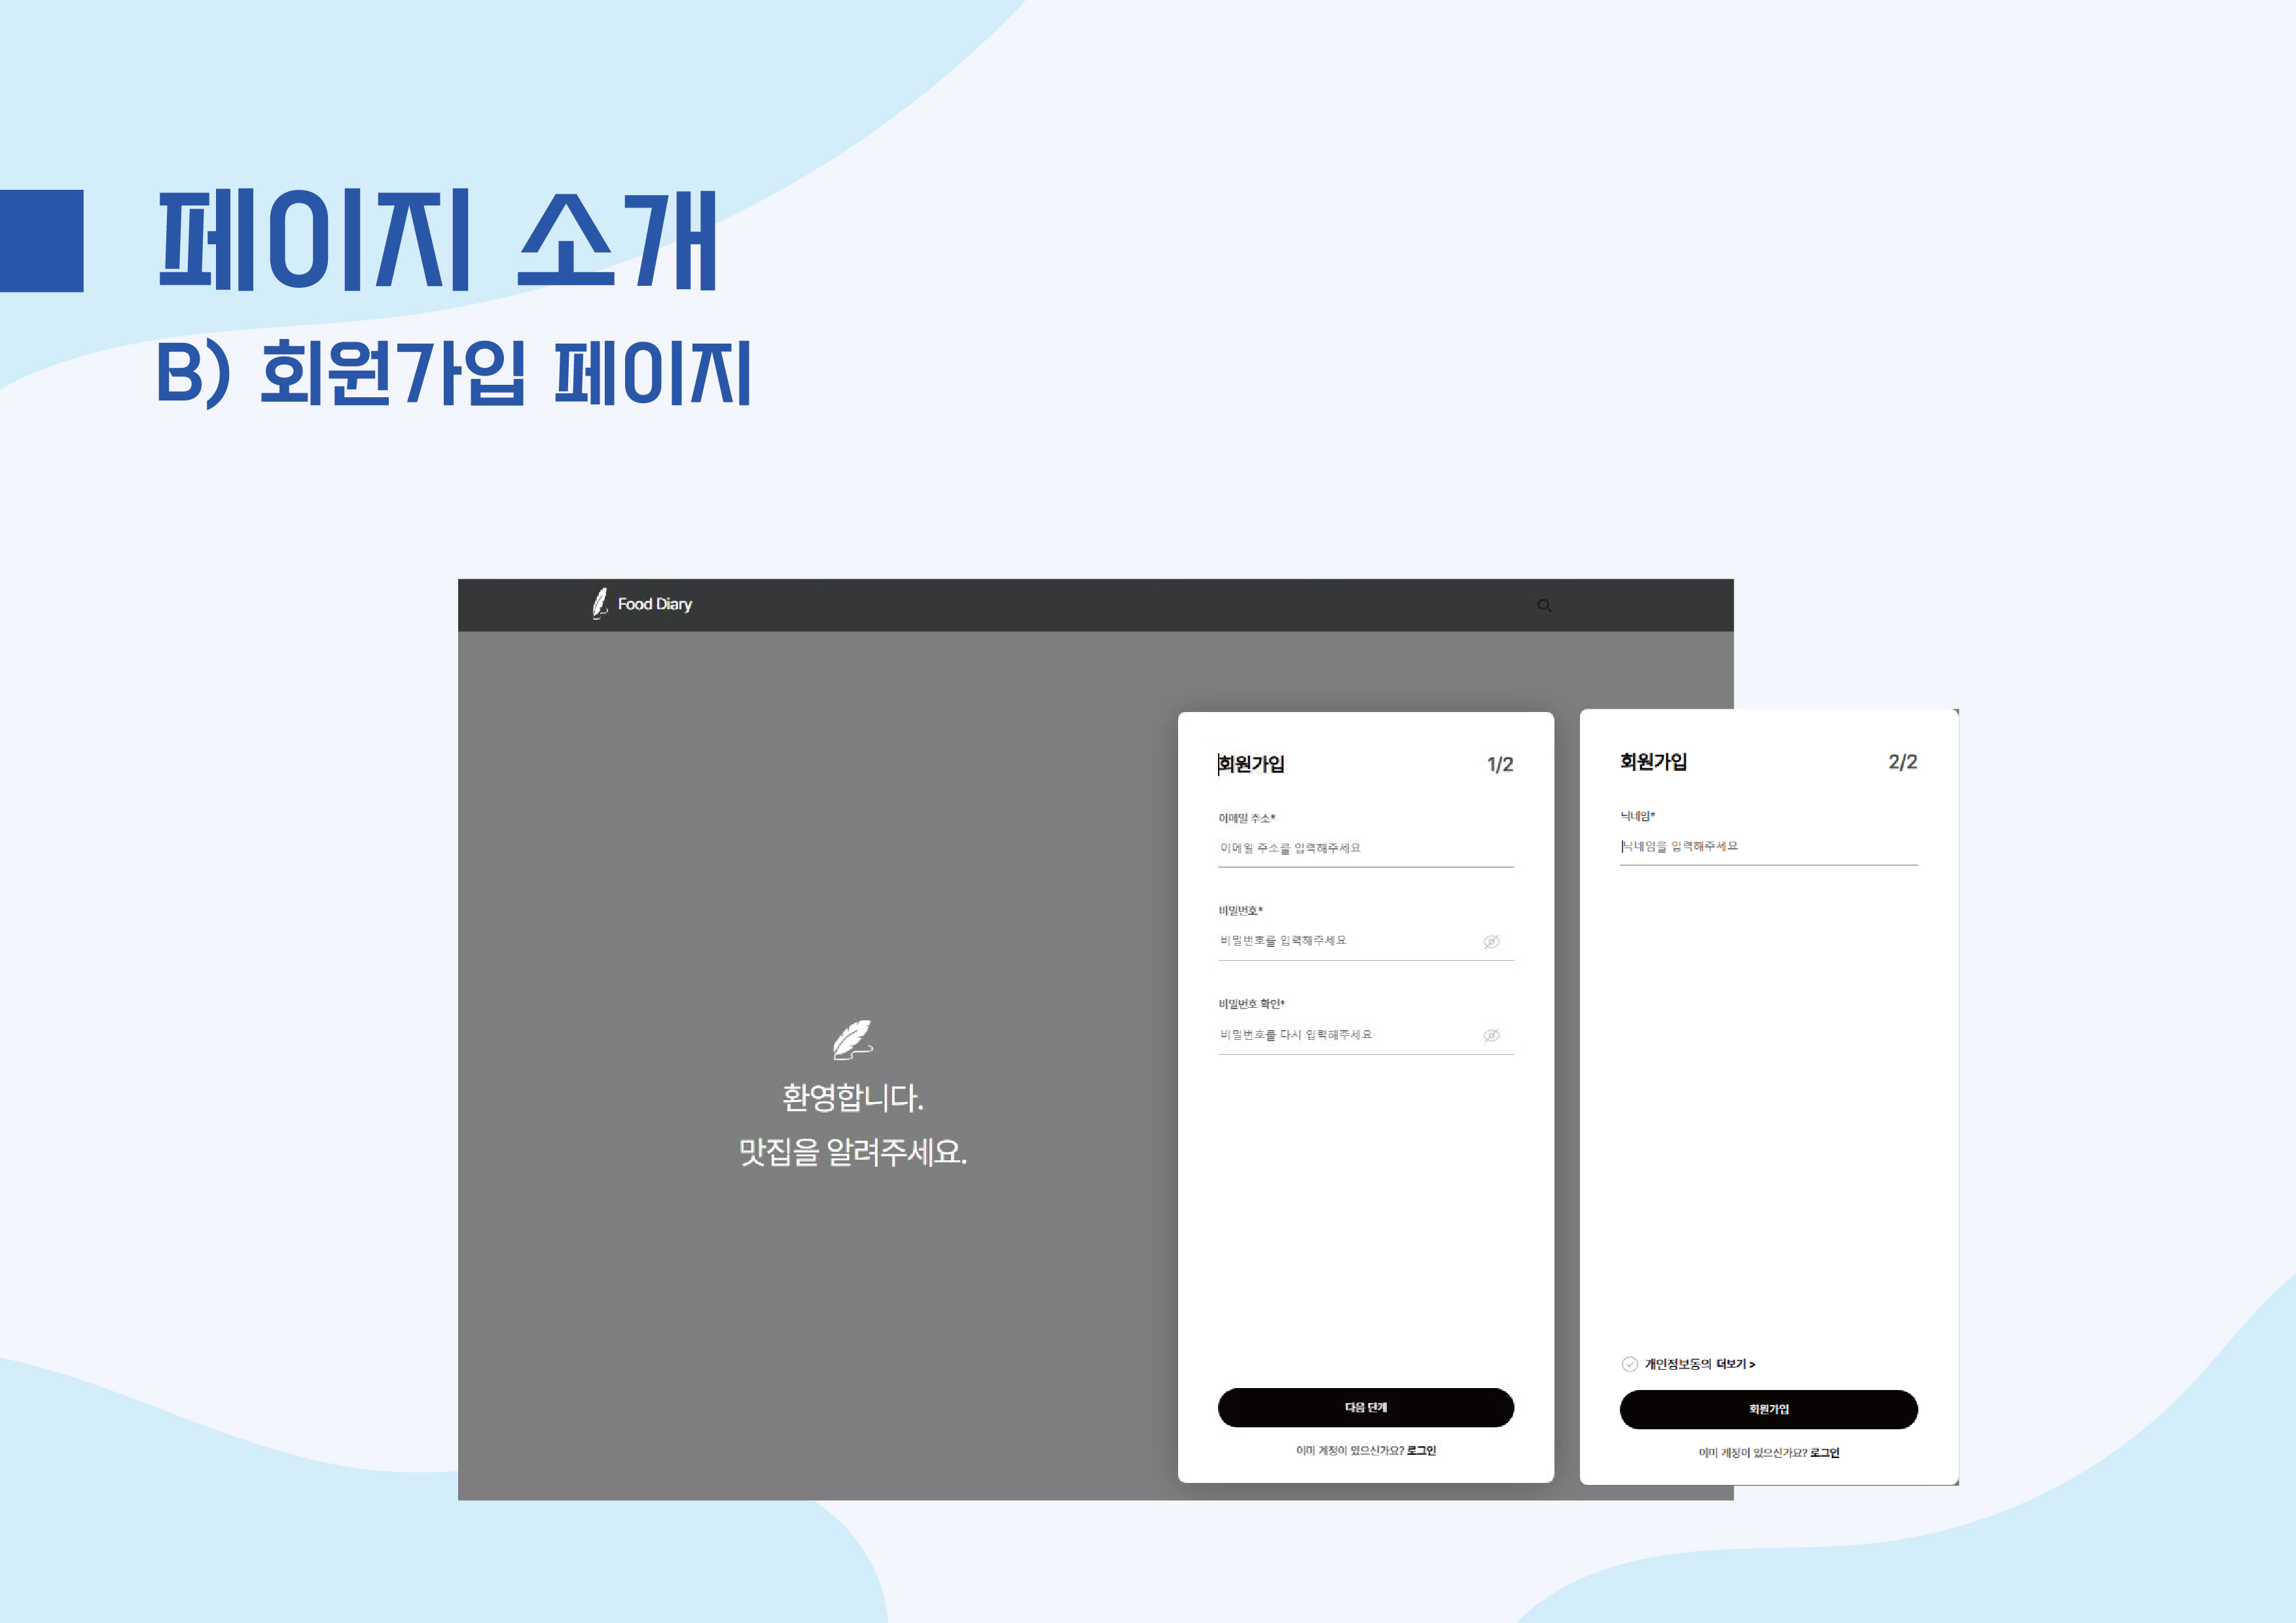 페이지 소개
B) 회원가입 페이지
Food Diary
환영합니다.
맛집을 알려주세요.
회원가입 1/2
이메일 주소*
이메일 주소를 입력해주세요
비밀번호*
비밀번호를 입력해주세요
비밀번호 확인*
비밀번호를 다시 입력해주세요
다음 단계
이미 계정이 있으신가요? 로그인
회원가입 2/2
닉네임*
닉네임을 입력해주세요
개인정보동의 더보기 >
회원가입
이미 계정이 있으신가요? 로그인